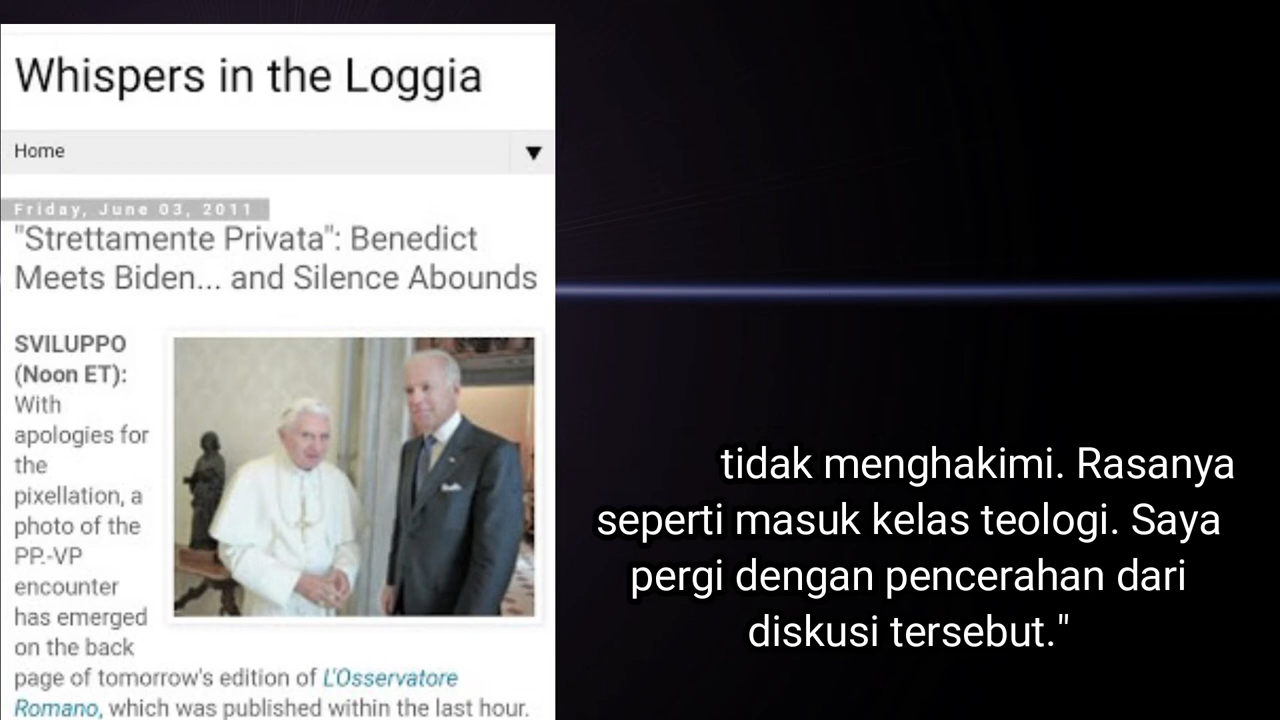 Whispers in the Loggia
Home
Friday, June 03, 2011
"Strettamente Privata": Benedict
Meets Biden... and Silence Abounds
SVILUPPO
(Noon ET):
With
apologies for
the
pixellation, a
photo of the
PP.-VP
encounter
has emerged
on the back
page of tomorrow's edition of L'Osservatore
Romano, which was published within the last hour.
tidak menghakimi. Rasanya
seperti masuk kelas teologi. Saya
pergi dengan pencerahan dari
diskusi tersebut."